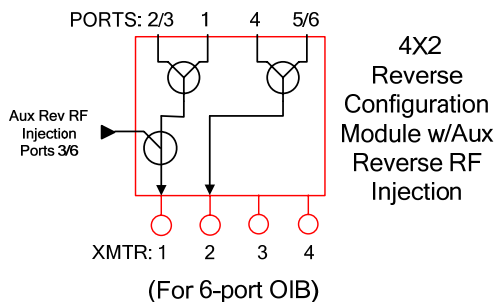 PORTS: 2/3 1 4 5/6
4X2
Reverse
Configuration
Module w/Aux
Reverse RF
Injection
Aux Rev RF
Injection
Ports 3/6
XMTR: 1 2 3 4
(For 6-port OIB)